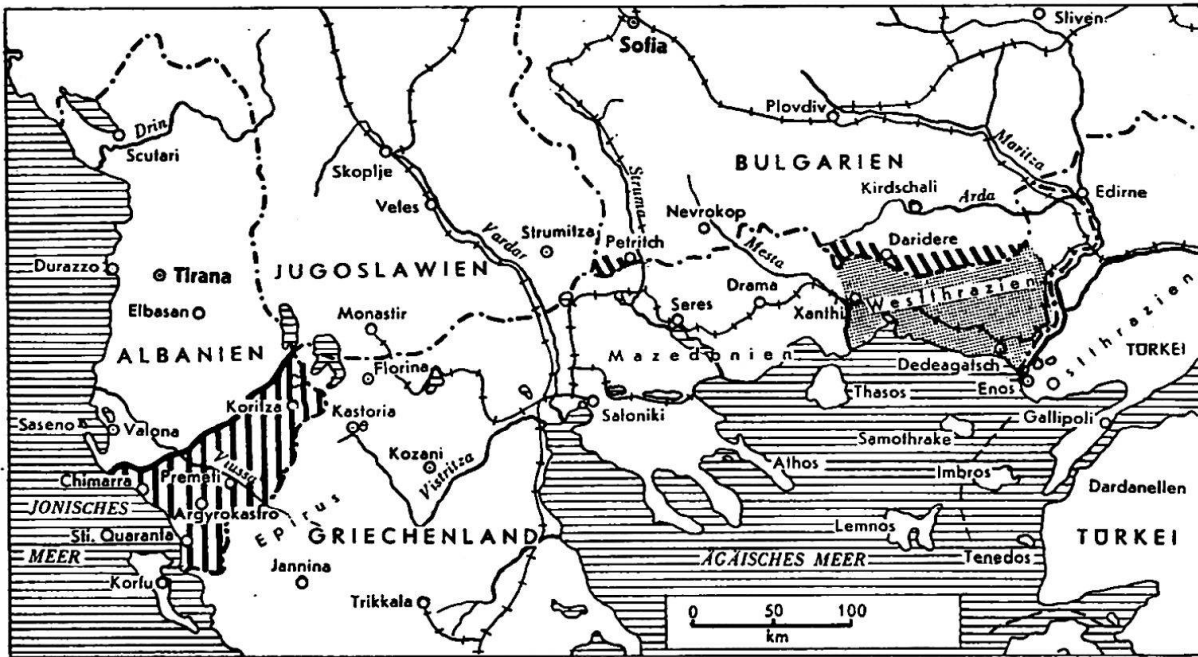 Sliven
Sofia
Plovdiv
Drin
Scutari
Maritza
Skoplje
BULGARIEN
Struma
Kirdschali
Arda
Edirne
Veles
Vardar
Strumitza
Nevrokop
Petritch
Mesta
Daridere
Durazzo
Tirana
JUGOSLAWIEN
Elbasan
Monastir
Seres
Drama
Xanthi
Westthrazien
ALBANIEN
Mazedonien
Ostthrazien
TÜRKEI
Florina
Dedeagatsch
Enos
Koritza
Kastoria
Saloniki
Thasos
Gallipoli
Saseno
Valona
Samothrake
Kozani
Vistritza
Viussa
Premeti
Chimarra
Athos
Imbros
Dardanellen
JONISCHES
MEER
Argyrokastro
Epirus
GRIECHENLAND
Lemnos
Sti. Quaranta
ÄGÄISCHES MEER
Tenedos
TÜRKEI
Korfu
Jannina
Trikkala
0 50 100
km